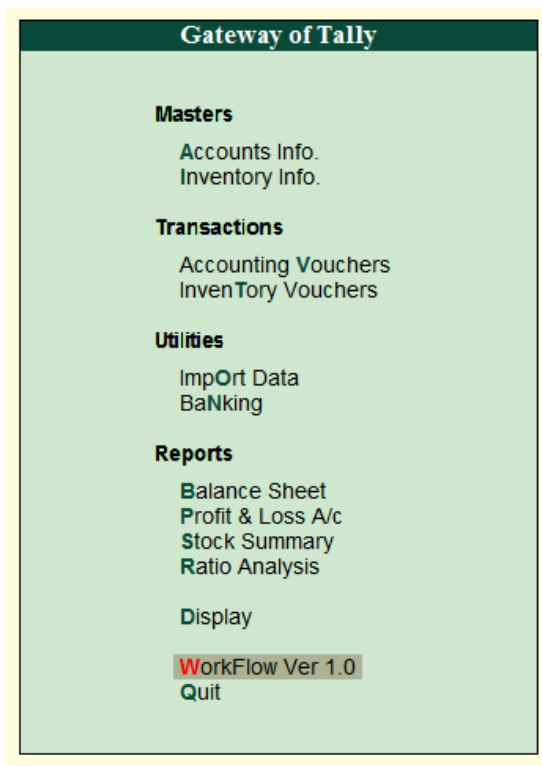 Gateway of Tally
Masters
Accounts Info.
Inventory Info.
Transactions
Accounting Vouchers
InvenTory Vouchers
Utilities
ImpOrt Data
BaNking
Reports
Balance Sheet
Profit & Loss A/c
Stock Summary
Ratio Analysis
Display
WorkFlow Ver 1.0
Quit